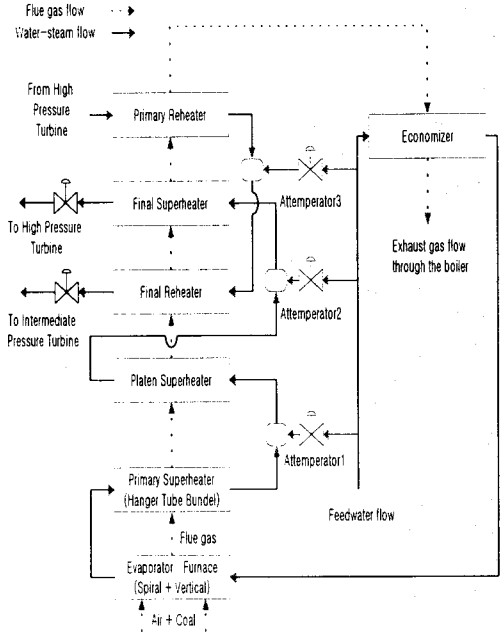 Flue gas flow
Water-steam flow
From High
Pressure
Turbine
Primary Reheater
Economizer
Final Superheater
Attemperator3
To High Pressure
Turbine
Exhaust gas flow
through the boiler
Final Reheater
Attemperator2
To Intermediate
Pressure Turbine
Platen Superheater
Attemperator1
Primary Superheater
(Hanger Tube Bundel)
Feedwater flow
Flue gas
Evaporator Furnace
(Spiral + Vertical)
Air + Coal